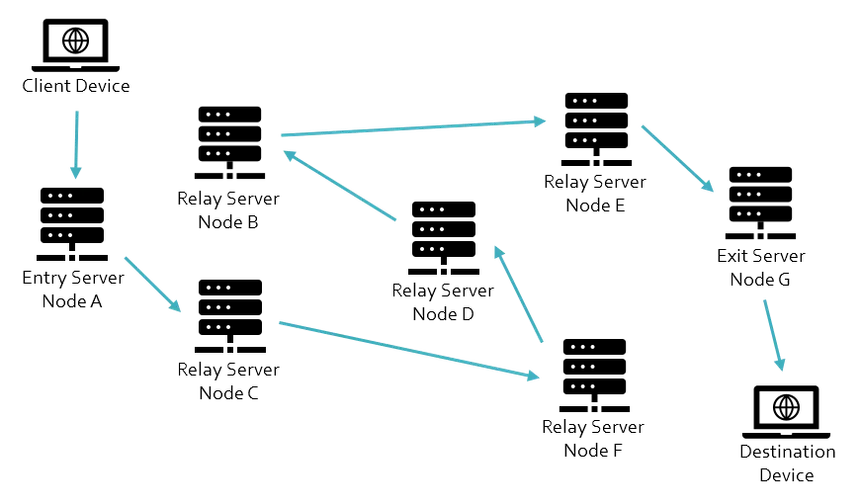 Client Device
Relay Server
Node B
Relay Server
Node E
Entry Server
Node A
Relay Server
Node D
Exit Server
Node G
Relay Server
Node C
Relay Server
Node F
Destination
Device